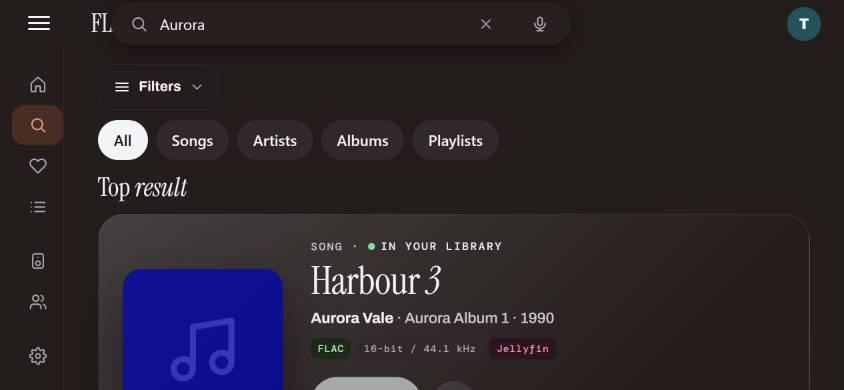 FL
Aurora
T
Filters
All Songs Artists Albums Playlists
Top result
SONG · IN YOUR LIBRARY
Harbour 3
Aurora Vale · Aurora Album 1 · 1990
FLAC 16-bit / 44.1 kHz Jellyfin